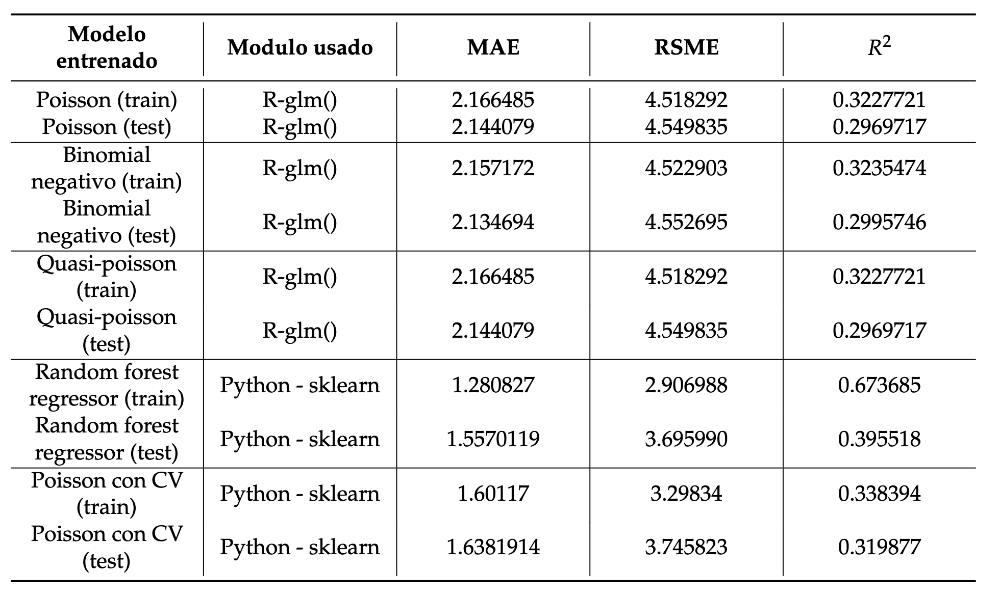 Modelo entrenado | Modulo usado | MAE | RSME | R²
Poisson (train) | R-glm() | 2.166485 | 4.518292 | 0.3227721
Poisson (test) | R-glm() | 2.144079 | 4.549835 | 0.2969717
Binomial negativo (train) | R-glm() | 2.157172 | 4.522903 | 0.3235474
Binomial negativo (test) | R-glm() | 2.134694 | 4.552695 | 0.2995746
Quasi-poisson (train) | R-glm() | 2.166485 | 4.518292 | 0.3227721
Quasi-poisson (test) | R-glm() | 2.144079 | 4.549835 | 0.2969717
Random forest regressor (train) | Python - sklearn | 1.280827 | 2.906988 | 0.673685
Random forest regressor (test) | Python - sklearn | 1.5570119 | 3.695990 | 0.395518
Poisson con CV (train) | Python - sklearn | 1.60117 | 3.29834 | 0.338394
Poisson con CV (test) | Python - sklearn | 1.6381914 | 3.745823 | 0.319877